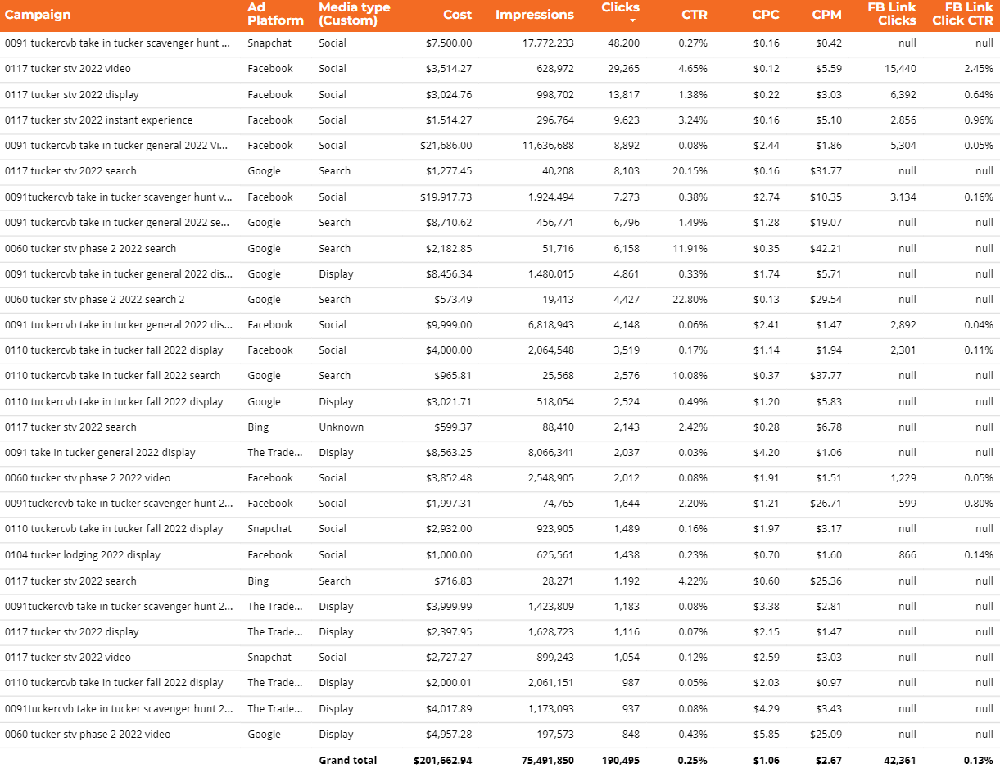 Campaign Ad Platform Media type (Custom) Cost Impressions Clicks CTR CPC CPM FB Link Clicks FB Link Click CTR
0091 tuckercvb take in tucker scavenger hunt ... Snapchat Social $7,500.00 17,772,233 48,200 0.27% $0.16 $0.42 null null
0117 tucker stv 2022 video Facebook Social $3,514.27 628,972 29,265 4.65% $0.12 $5.59 15,440 2.45%
0117 tucker stv 2022 display Facebook Social $3,024.76 998,702 13,817 1.38% $0.22 $3.03 6,392 0.64%
0117 tucker stv 2022 instant experience Facebook Social $1,514.27 296,764 9,623 3.24% $0.16 $5.10 2,856 0.96%
0091 tuckercvb take in tucker general 2022 Vi... Facebook Social $21,686.00 11,636,688 8,892 0.08% $2.44 $1.86 5,304 0.05%
0117 tucker stv 2022 search Google Search $1,277.45 40,208 8,103 20.15% $0.16 $31.77 null null
0091tuckercvb take in tucker scavenger hunt v... Facebook Social $19,917.73 1,924,494 7,273 0.38% $2.74 $10.35 3,134 0.16%
0091 tuckercvb take in tucker general 2022 se... Google Search $8,710.62 456,771 6,796 1.49% $1.28 $19.07 null null
0060 tucker stv phase 2 2022 search Google Search $2,182.85 51,716 6,158 11.91% $0.35 $42.21 null null
0091 tuckercvb take in tucker general 2022 dis... Google Display $8,456.34 1,480,015 4,861 0.33% $1.74 $5.71 null null
0060 tucker stv phase 2 2022 search 2 Google Search $573.49 19,413 4,427 22.80% $0.13 $29.54 null null
0091 tuckercvb take in tucker general 2022 dis... Facebook Social $9,999.00 6,818,943 4,148 0.06% $2.41 $1.47 2,892 0.04%
0110 tuckercvb take in tucker fall 2022 display Facebook Social $4,000.00 2,064,548 3,519 0.17% $1.14 $1.94 2,301 0.11%
0110 tuckercvb take in tucker fall 2022 search Google Search $965.81 25,568 2,576 10.08% $0.37 $37.77 null null
0110 tuckercvb take in tucker fall 2022 display Google Display $3,021.71 518,054 2,524 0.49% $1.20 $5.83 null null
0117 tucker stv 2022 search Bing Unknown $599.37 88,410 2,143 2.42% $0.28 $6.78 null null
0091 take in tucker general 2022 display The Trade... Display $8,563.25 8,066,341 2,037 0.03% $4.20 $1.06 null null
0060 tucker stv phase 2 2022 video Facebook Social $3,852.48 2,548,905 2,012 0.08% $1.91 $1.51 1,229 0.05%
0091tuckercvb take in tucker scavenger hunt 2... Facebook Social $1,997.31 74,765 1,644 2.20% $1.21 $26.71 599 0.80%
0110 tuckercvb take in tucker fall 2022 display Snapchat Social $2,932.00 923,905 1,489 0.16% $1.97 $3.17 null null
0104 tucker lodging 2022 display Facebook Social $1,000.00 625,561 1,438 0.23% $0.70 $1.60 866 0.14%
0117 tucker stv 2022 search Bing Search $716.83 28,271 1,192 4.22% $0.60 $25.36 null null
0091tuckercvb take in tucker scavenger hunt 2... The Trade... Display $3,999.99 1,423,809 1,183 0.08% $3.38 $2.81 null null
0117 tucker stv 2022 display The Trade... Display $2,397.95 1,628,723 1,116 0.07% $2.15 $1.47 null null
0117 tucker stv 2022 video Snapchat Social $2,727.27 899,243 1,054 0.12% $2.59 $3.03 null null
0110 tuckercvb take in tucker fall 2022 display The Trade... Display $2,000.01 2,061,151 987 0.05% $2.03 $0.97 null null
0091tuckercvb take in tucker scavenger hunt 2... The Trade... Display $4,017.89 1,173,093 937 0.08% $4.29 $3.43 null null
0060 tucker stv phase 2 2022 video Google Display $4,957.28 197,573 848 0.43% $5.85 $25.09 null null
Grand total $201,662.94 75,491,850 190,495 0.25% $1.06 $2.67 42,361 0.13%